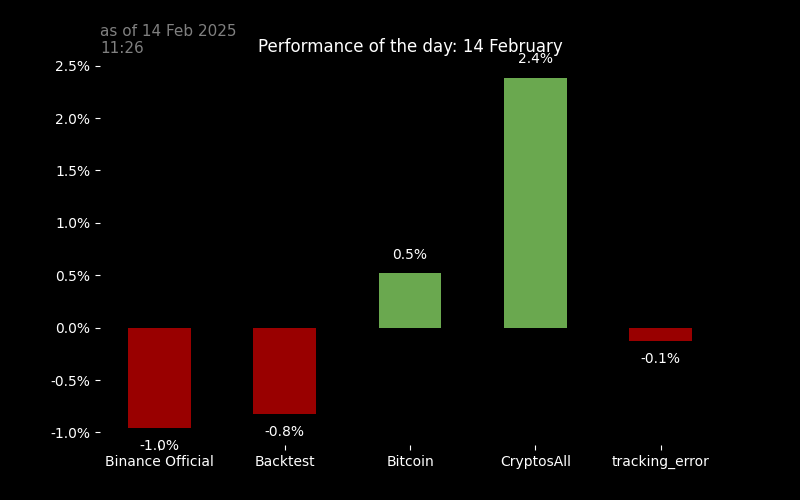 as of 14 Feb 2025
11:26
Performance of the day: 14 February
2.5%
2.0%
1.5%
1.0%
0.5%
0.0%
-0.5%
-1.0%
-1.0%
-0.8%
0.5%
2.4%
-0.1%
Binance Official
Backtest
Bitcoin
CryptosAll
tracking_error